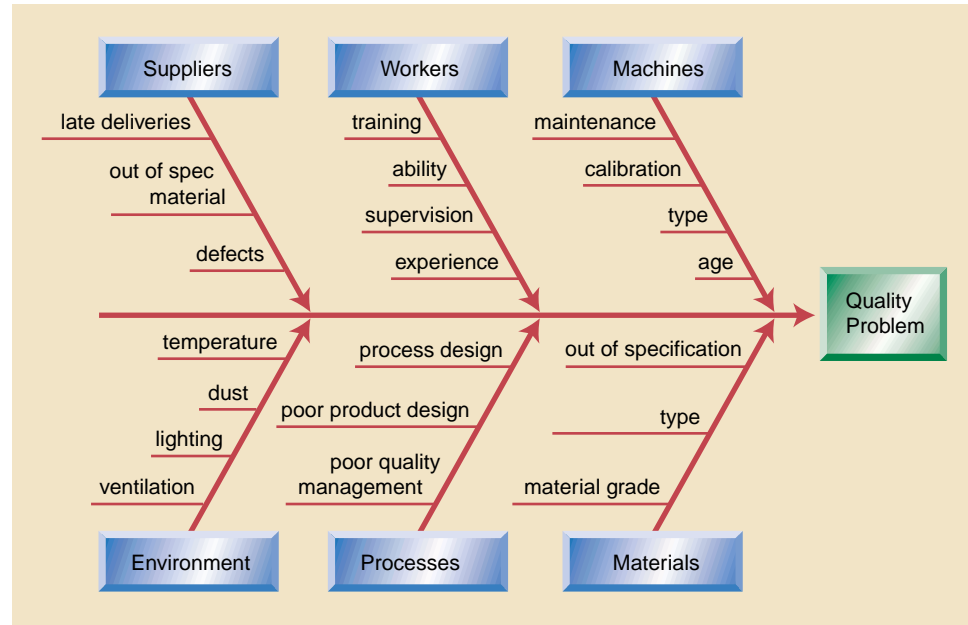 Suppliers
Workers
Machines
late deliveries
training
maintenance
out of spec
material
ability
calibration
supervision
type
defects
experience
age
Quality
Problem
temperature
process design
out of specification
dust
poor product design
type
lighting
poor quality
management
ventilation
material grade
Environment
Processes
Materials